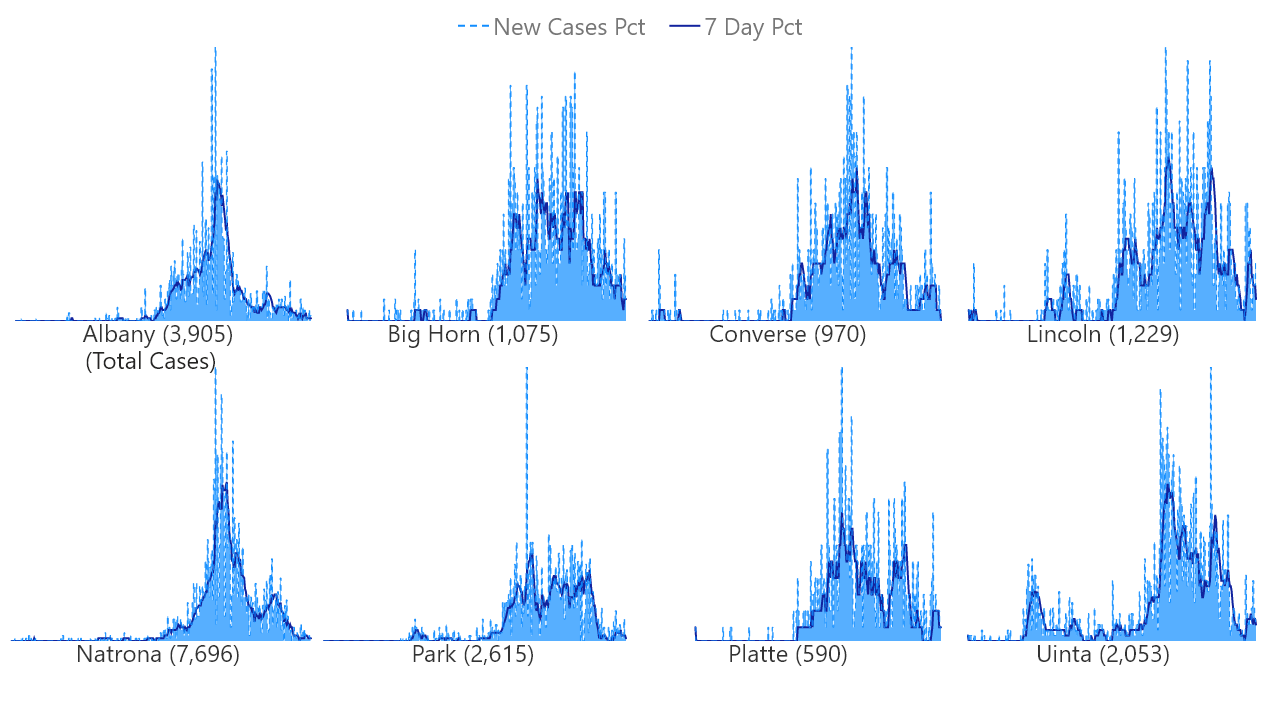 New Cases Pct 7 Day Pct
Albany (3,905) Big Horn (1,075) Converse (970) Lincoln (1,229)
(Total Cases)
Natrona (7,696) Park (2,615) Platte (590) Uinta (2,053)